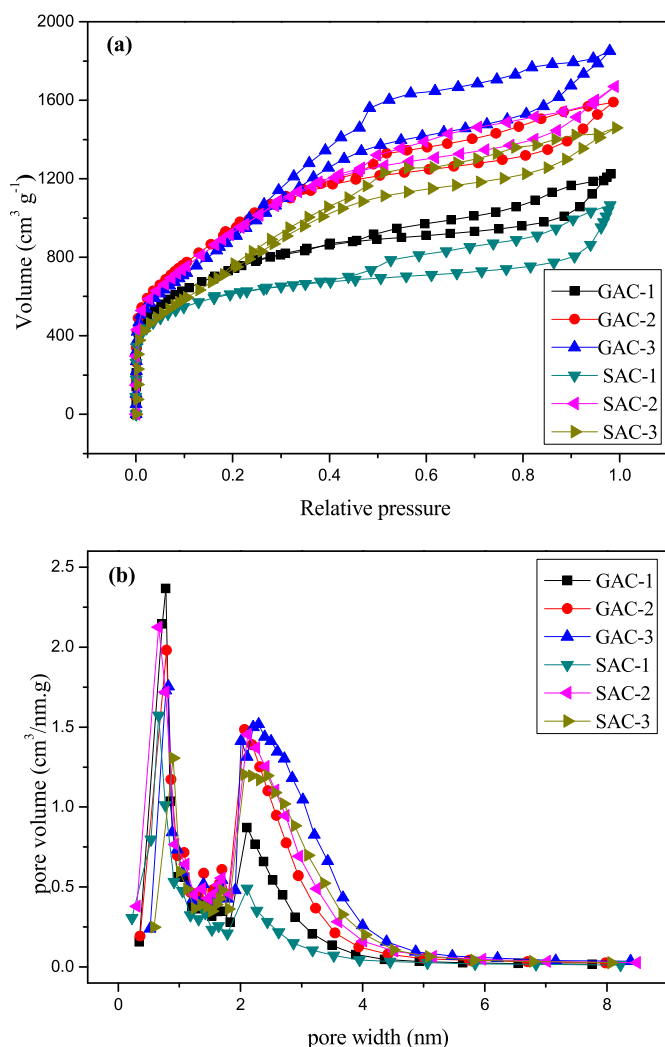 (a)
2000
1600
1200
800
400
0
Volume (cm³ g⁻¹)
GAC-1
GAC-2
GAC-3
SAC-1
SAC-2
SAC-3
0.0 0.2 0.4 0.6 0.8 1.0
Relative pressure
(b)
2.5
2.0
1.5
1.0
0.5
0.0
pore volume (cm³/nm.g)
GAC-1
GAC-2
GAC-3
SAC-1
SAC-2
SAC-3
0 2 4 6 8
pore width (nm)